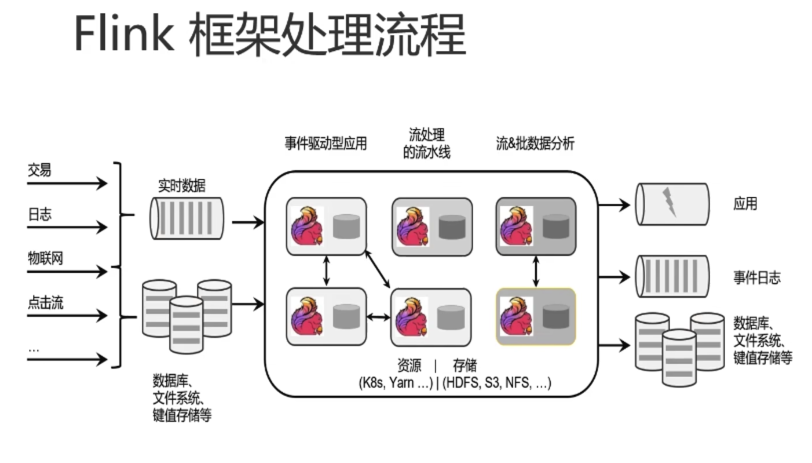 Flink 框架处理流程
事件驱动型应用
流处理
的流水线
流&批数据分析
交易
日志
物联网
点击流
...
实时数据
数据库、
文件系统、
键值存储等
资源 | 存储
(K8s, Yarn ...) | (HDFS, S3, NFS, ...)
应用
事件日志
数据库、
文件系统、
键值存储等